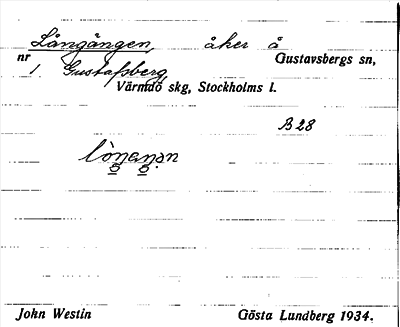 Långängen, åker å
nr 1 Gustafsberg Gustavsbergs sn,
Värmdö skg, Stockholms l.
B 28
John Westin Gösta Lundberg 1934.